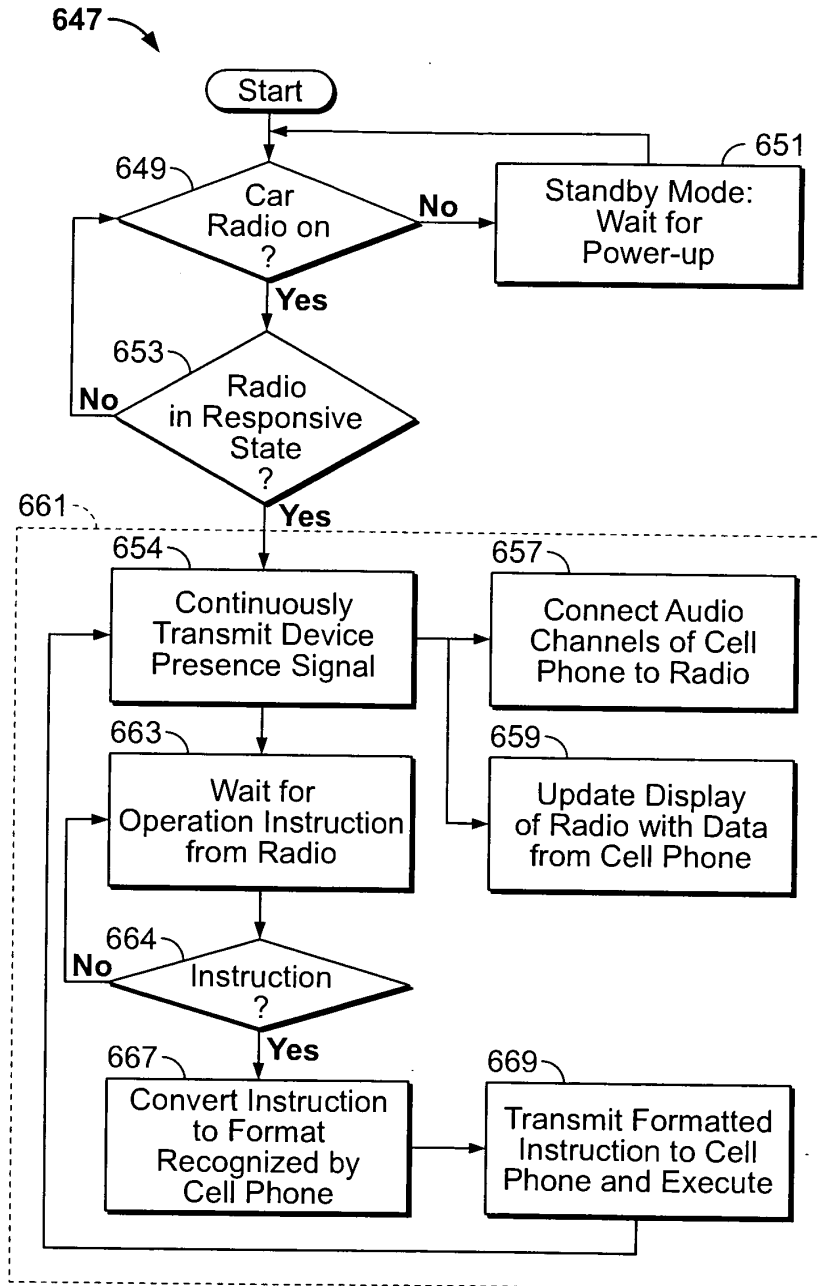 647
Start
649
Car
Radio on
?
No
651
Standby Mode:
Wait for
Power-up
Yes
653
Radio
in Responsive
State
?
No
Yes
661
654
Continuously
Transmit Device
Presence Signal
657
Connect Audio
Channels of Cell
Phone to Radio
663
Wait for
Operation Instruction
from Radio
659
Update Display
of Radio with Data
from Cell Phone
664
Instruction
?
No
Yes
667
Convert Instruction
to Format
Recognized by
Cell Phone
669
Transmit Formatted
Instruction to Cell
Phone and Execute